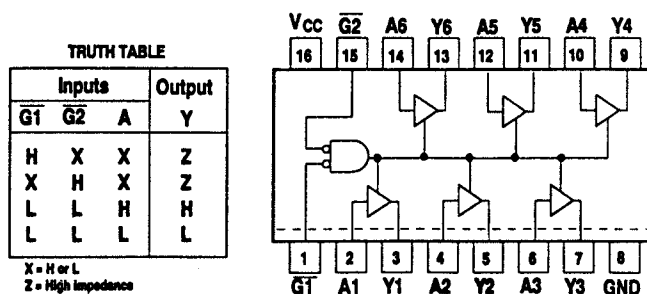 TRUTH TABLE
Inputs Output
G1 G2 A Y
H X X Z
X H X Z
L L H H
L L L L
X = H or L
Z = High Impedance
VCC G2 A6 Y6 A5 Y5 A4 Y4
16 15 14 13 12 11 10 9
1 2 3 4 5 6 7 8
G1 A1 Y1 A2 Y2 A3 Y3 GND